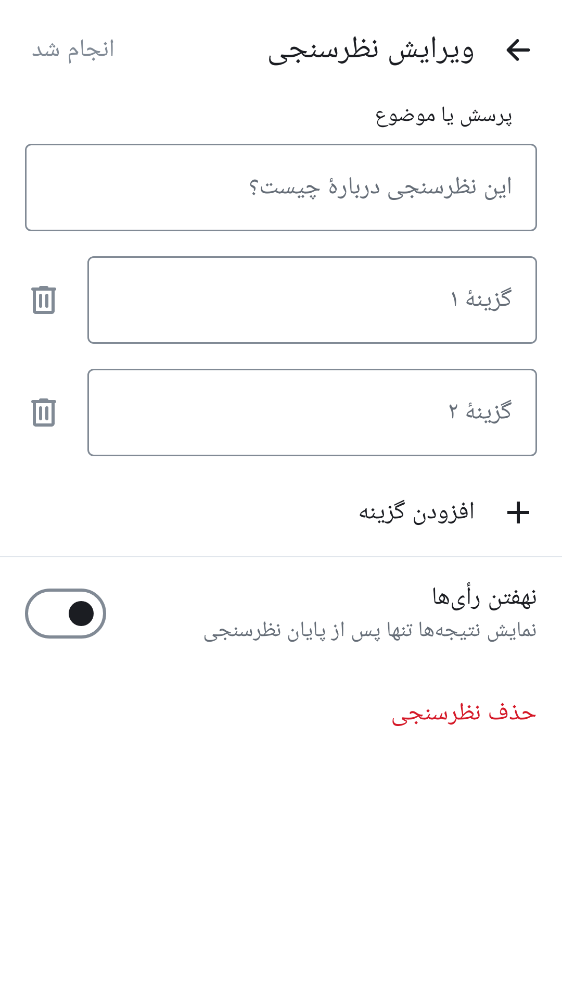 ویرایش نظرسنجی
انجام شد
پرسش یا موضوع
این نظرسنجی دربارهٔ چیست؟
گزینهٔ ۱
گزینهٔ ۲
افزودن گزینه
نهفتن رأی‌ها
نمایش نتیجه‌ها تنها پس از پایان نظرسنجی
حذف نظرسنجی